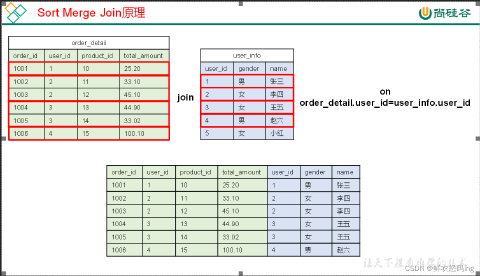 Sort Merge Join原理
尚硅谷
order_detail
order_id user_id product_id total_amount
1001 1 10 25.20
1002 2 11 33.10
1003 2 12 45.10
1004 3 13 44.90
1005 3 14 33.02
1006 4 15 100.10
join
user_info
user_id gender name
1 男 张三
2 女 李四
3 女 王五
4 男 赵六
5 女 小红
on
order_detail.user_id=user_info.user_id
order_id user_id product_id total_amount user_id gender name
1001 1 10 25.20 1 男 张三
1002 2 11 33.10 2 女 李四
1003 2 12 45.10 2 女 李四
1004 3 13 44.90 3 女 王五
1005 3 14 33.02 3 女 王五
1006 4 15 100.10 4 男 赵六
让天下没有难学的技术